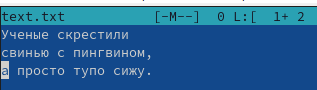 text.txt [-M--] 0 L:[ 1+ 2
Ученые скрестили
свинью с пингвином,
а просто тупо сижу.